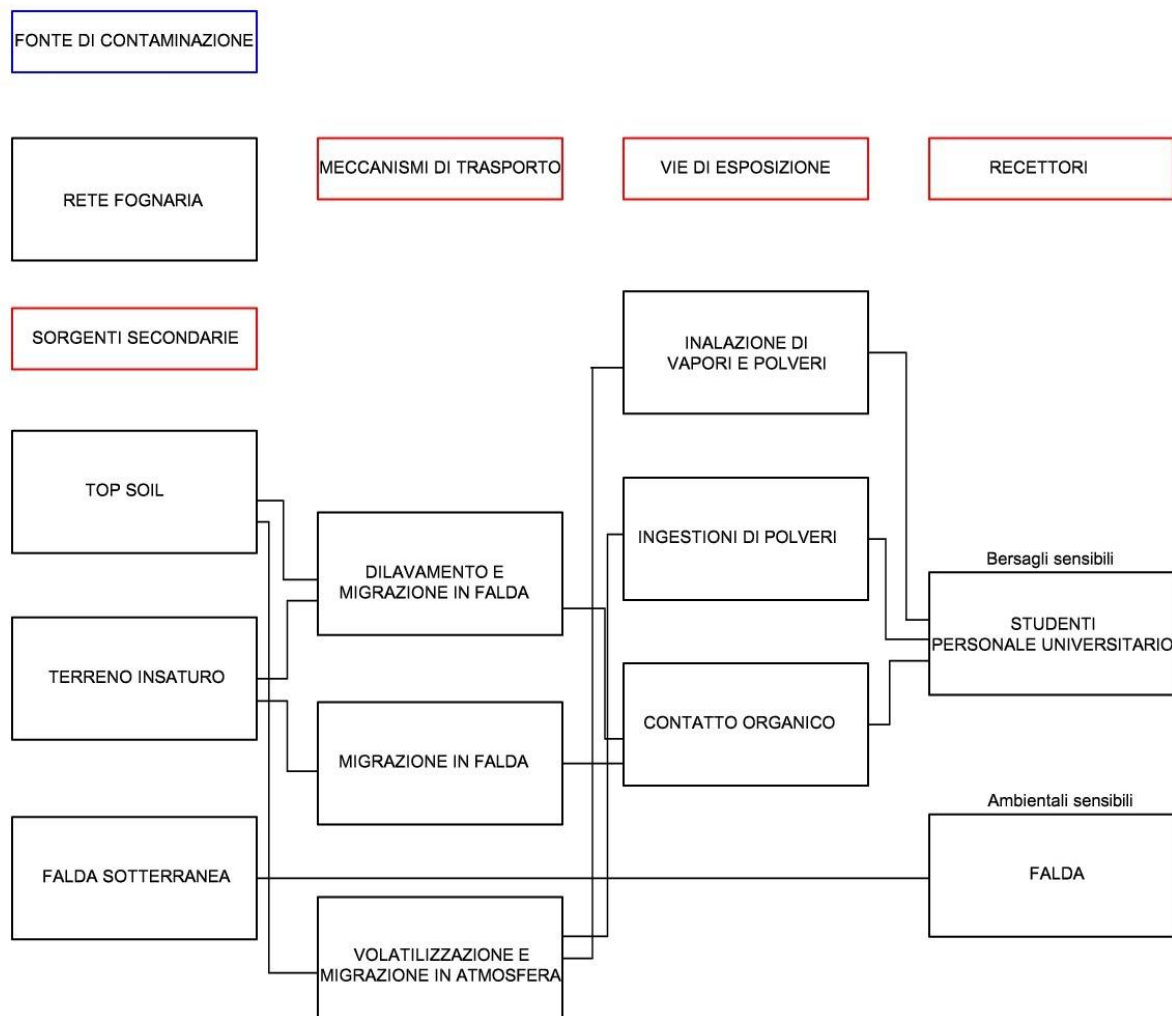 FONTE DI CONTAMINAZIONE
RETE FOGNARIA
MECCANISMI DI TRASPORTO
VIE DI ESPOSIZIONE
RECETTORI
SORGENTI SECONDARIE
INALAZIONE DI
VAPORI E POLVERI
TOP SOIL
INGESTIONI DI POLVERI
DILAVAMENTO E
MIGRAZIONE IN FALDA
Bersagli sensibili
STUDENTI
PERSONALE UNIVERSITARIO
TERRENO INSATURO
CONTATTO ORGANICO
MIGRAZIONE IN FALDA
Ambientali sensibili
FALDA SOTTERRANEA
FALDA
VOLATILIZZAZIONE E
MIGRAZIONE IN ATMOSFERA